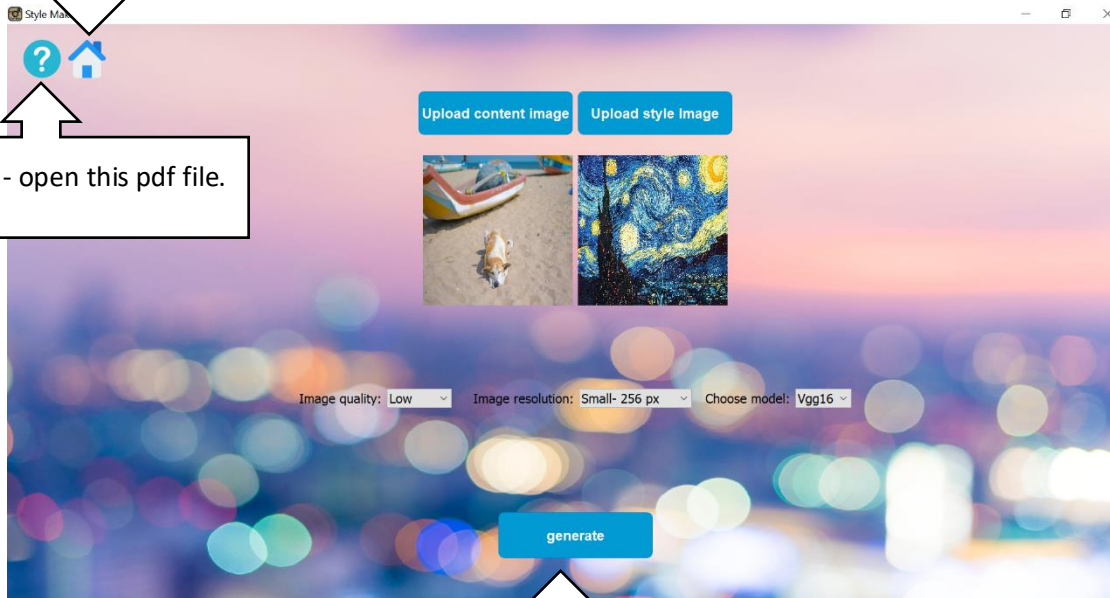 Style Mak
?
Upload content image Upload style Image
- open this pdf file.
Image quality: Low Image resolution: Small- 256 px Choose model: Vgg16
generate